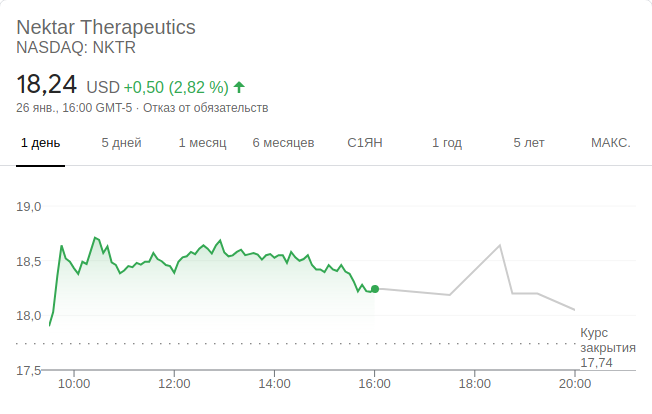 Nektar Therapeutics
NASDAQ: NKTR
18,24 USD +0,50 (2,82 %)
26 янв., 16:00 GMT-5 · Отказ от обязательств
1 день 5 дней 1 месяц 6 месяцев С1ЯН 1 год 5 лет МАКС.
19,0
18,5
18,0
17,5
Курс
закрытия
17,74
10:00 12:00 14:00 16:00 18:00 20:00